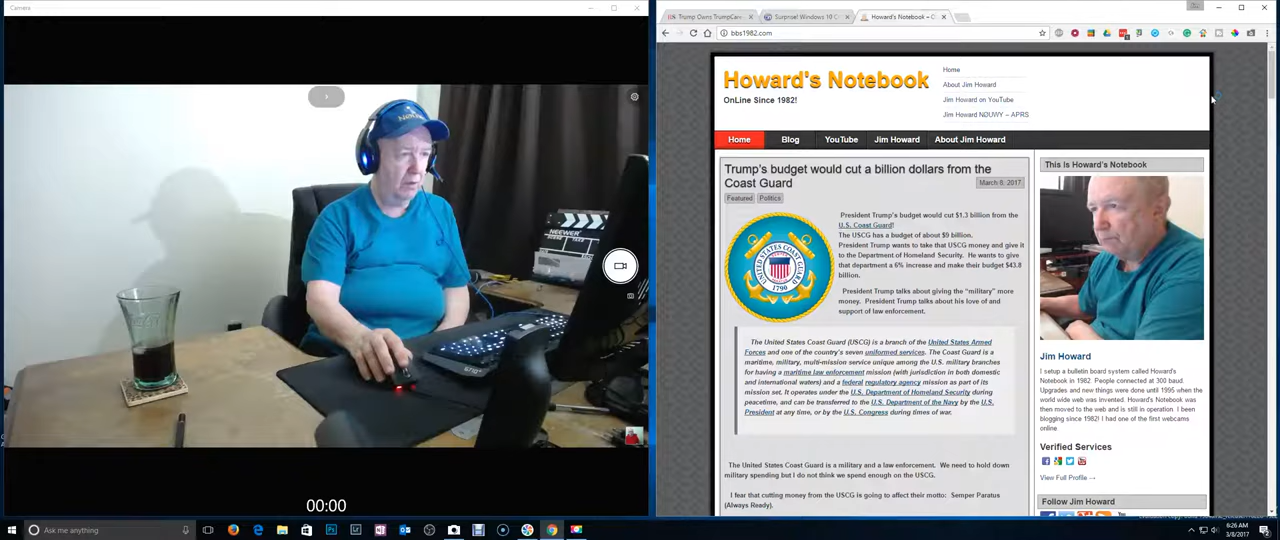 Camera
NEEWER
00:00
Trump Owns TrumpCare
Surprise! Windows 10 C
Howard's Notebook – C
bbs1982.com
Howard's Notebook
OnLine Since 1982!
Home
About Jim Howard
Jim Howard on YouTube
Jim Howard NØUWY – APRS
Home Blog YouTube Jim Howard About Jim Howard
Trump's budget would cut a billion dollars from the
Coast Guard
March 8, 2017
Featured Politics
UNITED STATES COAST GUARD
1790
President Trump's budget would cut $1.3 billion from the
U.S. Coast Guard!
The USCG has a budget of about $9 billion.
President Trump wants to take that USCG money and give it
to the Department of Homeland Security. He wants to give
that department a 6% increase and make their budget $43.8
billion.
President Trump talks about giving the "military" more
money. President Trump talks about his love of and
support of law enforcement.
The United States Coast Guard (USCG) is a branch of the United States Armed
Forces and one of the country's seven uniformed services. The Coast Guard is a
maritime, military, multi-mission service unique among the U.S. military branches
for having a maritime law enforcement mission (with jurisdiction in both domestic
and international waters) and a federal regulatory agency mission as part of its
mission set. It operates under the U.S. Department of Homeland Security during
peacetime, and can be transferred to the U.S. Department of the Navy by the U.S.
President at any time, or by the U.S. Congress during times of war.
The United States Coast Guard is a military and a law enforcement. We need to hold down
military spending but I do not think we spend enough on the USCG.
I fear that cutting money from the USCG is going to affect their motto: Semper Paratus
(Always Ready).
This Is Howard's Notebook
Jim Howard
I setup a bulletin board system called Howard's
Notebook in 1982. People connected at 300 baud.
Upgrades and new things were done until 1995 when the
world wide web was invented. Howard's Notebook
was then moved to the web and is still in operation. I been
blogging since 1982! I had one of the first webcams
online
Verified Services
View Full Profile →
Follow Jim Howard
Ask me anything
6:26 AM
3/8/2017